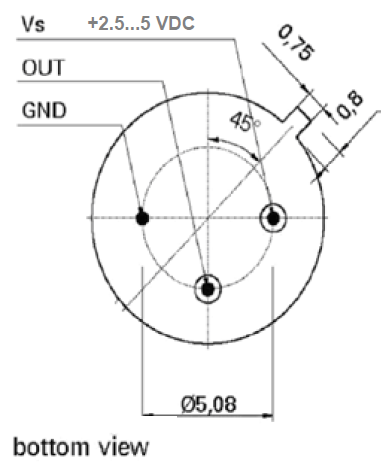 Vs +2.5...5 VDC
OUT
GND
0,75
0,8
45°
Ø5,08
bottom view